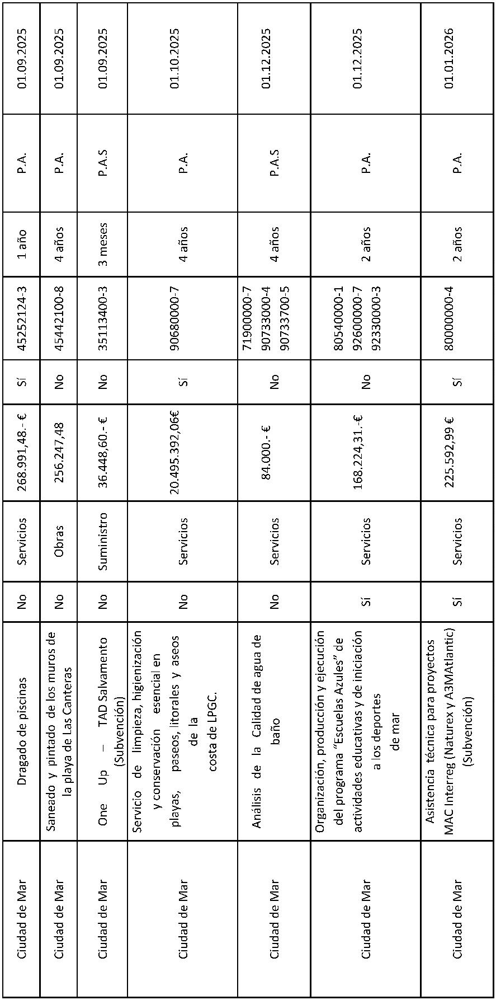 Ciudad de Mar
Dragado de piscinas
No
Servicios
268.991,48.- €
Sí
45252124-3
1 año
P.A.
01.09.2025
Ciudad de Mar
Saneado y pintado de los muros de
la playa de Las Canteras
No
Obras
256.247,48
No
45442100-8
4 años
P.A.
01.09.2025
Ciudad de Mar
One Up – TAD Salvamento
(Subvención)
No
Suministro
36.448,60.- €
No
35113400-3
3 meses
P.A.S
01.09.2025
Ciudad de Mar
Servicio de limpieza, higienización
y conservación esencial en
playas, paseos, litorales y aseos
de la
costa de LPGC.
No
Servicios
20.495.392,06€
Sí
90680000-7
4 años
P.A.
01.10.2025
Ciudad de Mar
Análisis de la Calidad de agua de
baño
No
Servicios
84.000.- €
No
71900000-7
90733000-4
90733700-5
4 años
P.A.S
01.12.2025
Ciudad de Mar
Organización, producción y ejecución
del programa “Escuelas Azules” de
actividades educativas y de iniciación
a los deportes
de mar
Sí
Servicios
168.224,31.-€
No
80540000-1
92600000-7
92330000-3
2 años
P.A.
01.12.2025
Ciudad de Mar
Asistencia técnica para proyectos
MAC Interreg (Naturex y A3MAtlantic)
(Subvención)
Sí
Servicios
225.592,99 €
Sí
80000000-4
2 años
P.A.
01.01.2026